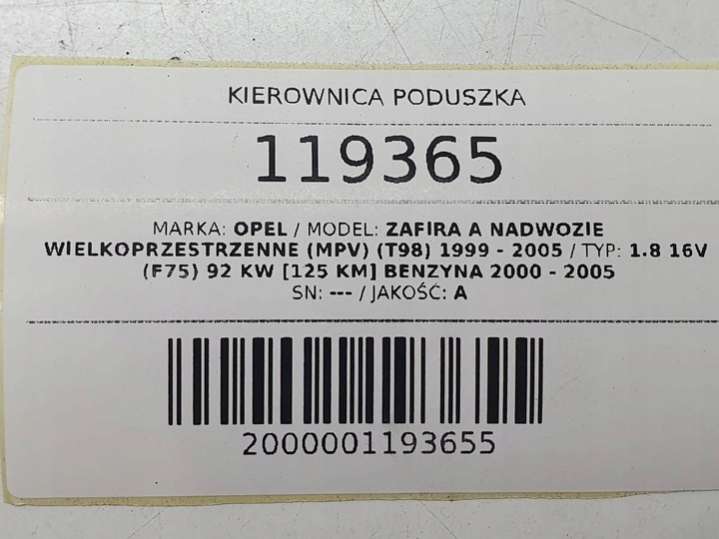 KIEROWNICA PODUSZKA
119365
MARKA: OPEL / MODEL: ZAFIRA A NADWOZIE
WIELKOPRZESTRZENNE (MPV) (T98) 1999 - 2005 / TYP: 1.8 16V
(F75) 92 KW [125 KM] BENZYNA 2000 - 2005
SN: --- / JAKOŚĆ: A
2000001193655